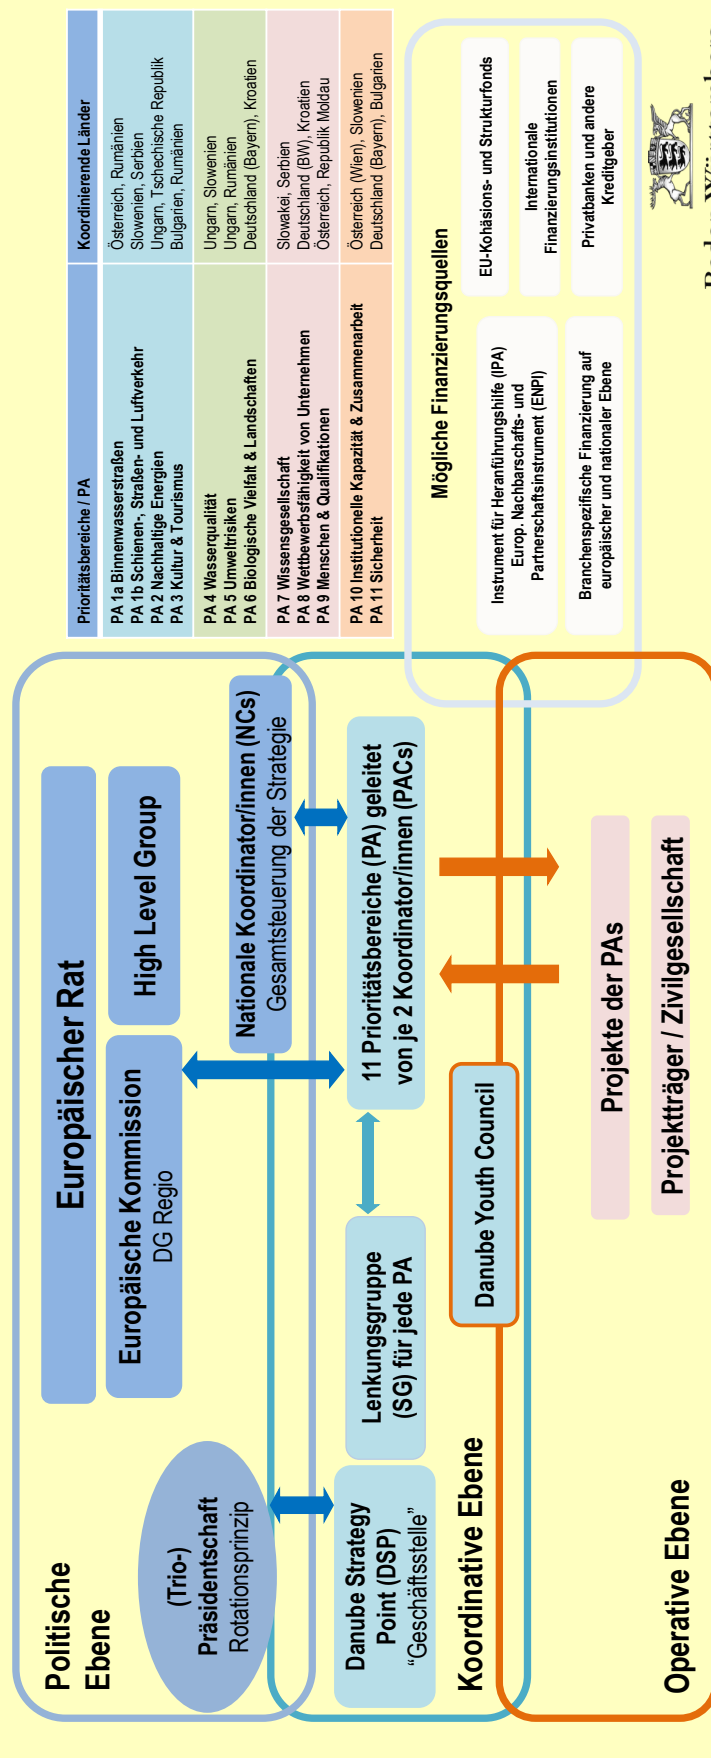 Politische
Ebene
Europäischer Rat
Europäische Kommission
DG Regio
High Level Group
(Trio-)
Präsidentschaft
Rotationsprinzip
Nationale Koordinator/innen (NCs)
Gesamtsteuerung der Strategie
Danube Strategy
Point (DSP)
“Geschäftsstelle”
Lenkungsgruppe
(SG) für jede PA
11 Prioritätsbereiche (PA) geleitet
von je 2 Koordinator/innen (PACs)
Koordinative Ebene
Danube Youth Council
Projekte der PAs
Projektträger / Zivilgesellschaft
Operative Ebene
Prioritätsbereiche / PA Koordinierende Länder
PA 1a Binnenwasserstraßen Österreich, Rumänien
PA 1b Schienen-, Straßen- und Luftverkehr Slowenien, Serbien
PA 2 Nachhaltige Energien Ungarn, Tschechische Republik
PA 3 Kultur & Tourismus Bulgarien, Rumänien
PA 4 Wasserqualität Ungarn, Slowenien
PA 5 Umweltrisiken Ungarn, Rumänien
PA 6 Biologische Vielfalt & Landschaften Deutschland (Bayern), Kroatien
PA 7 Wissensgesellschaft Slowakei, Serbien
PA 8 Wettbewerbsfähigkeit von Unternehmen Deutschland (BW), Kroatien
PA 9 Menschen & Qualifikationen Österreich, Republik Moldau
PA 10 Institutionelle Kapazität & Zusammenarbeit Österreich (Wien), Slowenien
PA 11 Sicherheit Deutschland (Bayern), Bulgarien
Mögliche Finanzierungsquellen
Instrument für Heranführungshilfe (IPA)
Europ. Nachbarschafts- und
Partnerschaftsinstrument (ENPI)
Branchenspezifische Finanzierung auf
europäischer und nationaler Ebene
EU-Kohäsions- und Strukturfonds
Internationale
Finanzierungsinstitutionen
Privatbanken und andere
Kreditgeber